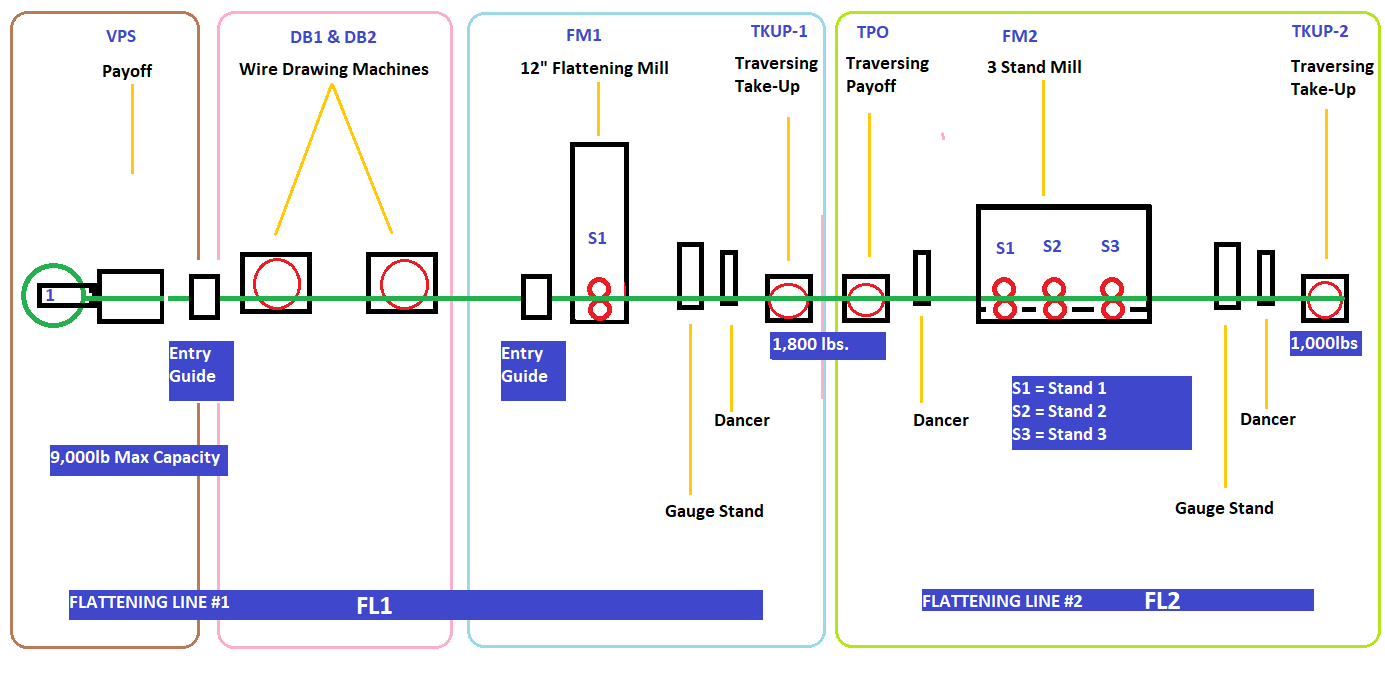 VPS
Payoff
DB1 & DB2
Wire Drawing Machines
FM1
12" Flattening Mill
TKUP-1
Traversing
Take-Up
TPO
Traversing
Payoff
FM2
3 Stand Mill
TKUP-2
Traversing
Take-Up
1
S1
S1
S2
S3
Entry
Guide
Entry
Guide
1,800 lbs.
1,000lbs
S1 = Stand 1
S2 = Stand 2
S3 = Stand 3
Dancer
Dancer
Dancer
9,000lb Max Capacity
Gauge Stand
Gauge Stand
FLATTENING LINE #1
FL1
FLATTENING LINE #2
FL2